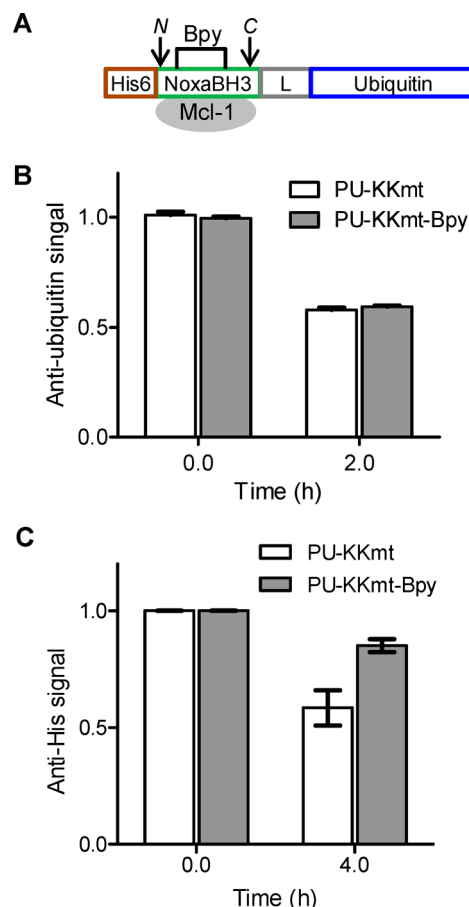 A
N
Bpy
C
His6 NoxaBH3 L Ubiquitin
Mcl-1
B
PU-KKmt
PU-KKmt-Bpy
Anti-ubiquitin singal
1.0
0.5
0.0
0.0 2.0
Time (h)
C
PU-KKmt
PU-KKmt-Bpy
Anti-His signal
1.0
0.5
0.0
0.0 4.0
Time (h)